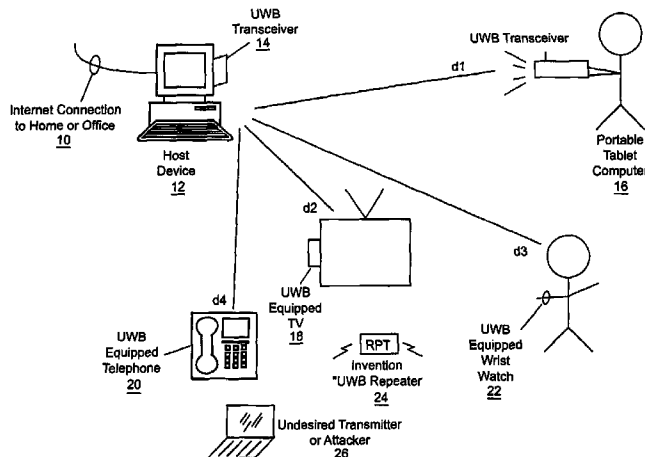 UWB
Transceiver
14
UWB Transceiver
d1
Internet Connection
to Home or Office
10
Host
Device
12
Portable
Tablet
Computer
16
d2
d3
UWB
Equipped
TV
18
d4
UWB
Equipped
Telephone
20
RPT
Invention
"UWB Repeater
24
UWB
Equipped
Wrist
Watch
22
Undesired Transmitter
or Attacker
26